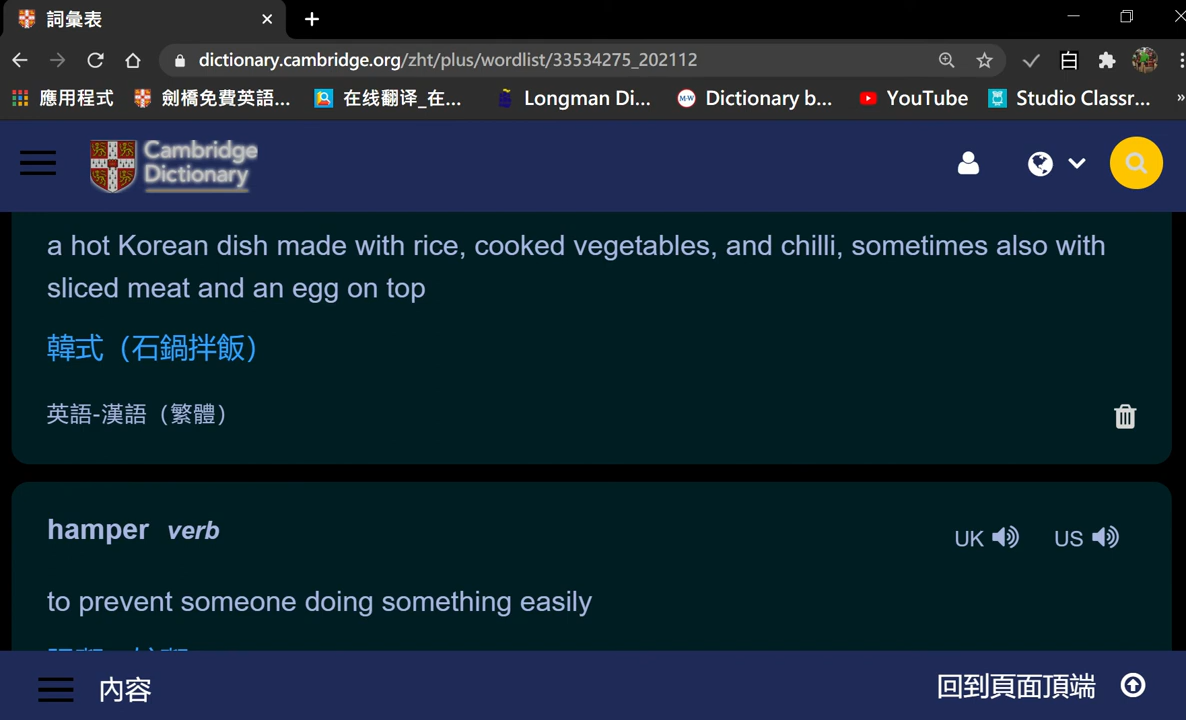 詞彙表
dictionary.cambridge.org/zht/plus/wordlist/33534275_202112
白
應用程式 劍橋免費英語... 在线翻译_在... Longman Di... Dictionary b... YouTube Studio Classr... »
Cambridge
Dictionary
a hot Korean dish made with rice, cooked vegetables, and chilli, sometimes also with
sliced meat and an egg on top
韓式（石鍋拌飯）
英語-漢語（繁體）
hamper verb
UK US
to prevent someone doing something easily
內容
回到頁面頂端